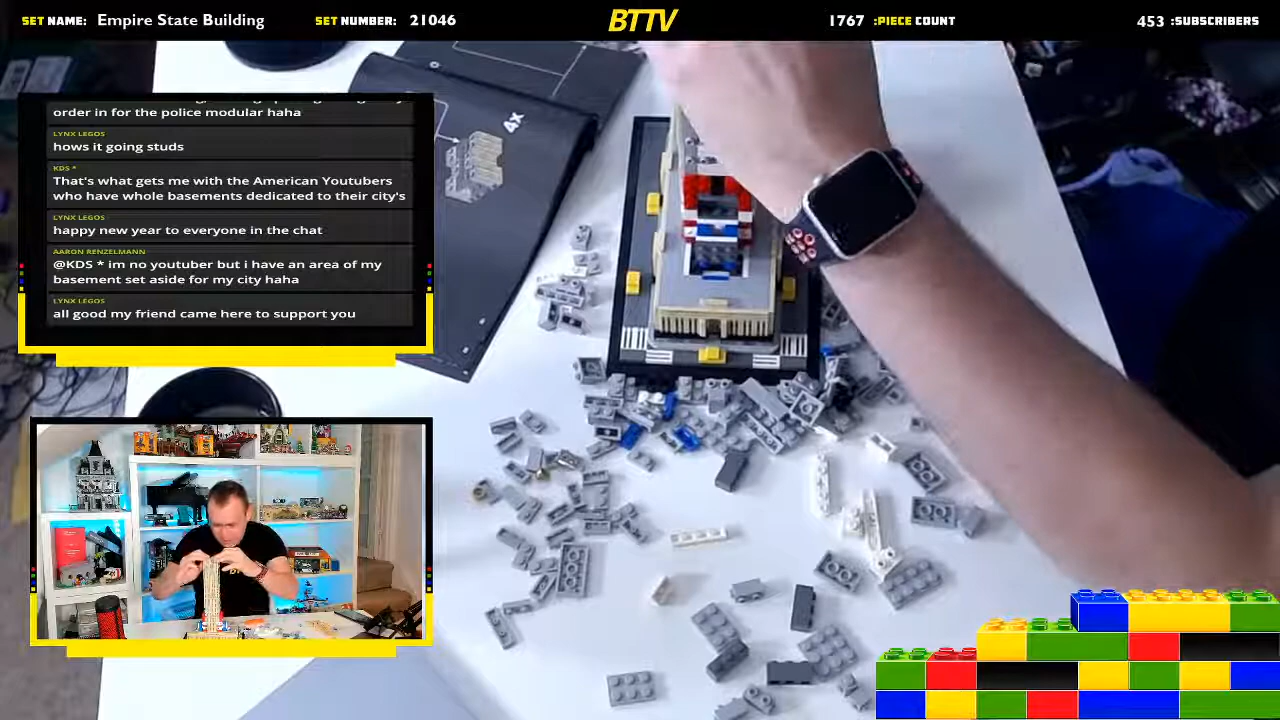 SET NAME: Empire State Building
SET NUMBER: 21046
BTTV
1767 :PIECE COUNT
453 :SUBSCRIBERS
order in for the police modular haha
LYNX LEGOS
hows it going studs
KDS *
That's what gets me with the American Youtubers
who have whole basements dedicated to their city's
LYNX LEGOS
happy new year to everyone in the chat
AARON RENZELMANN
@KDS * im no youtuber but i have an area of my
basement set aside for my city haha
LYNX LEGOS
all good my friend came here to support you
4X